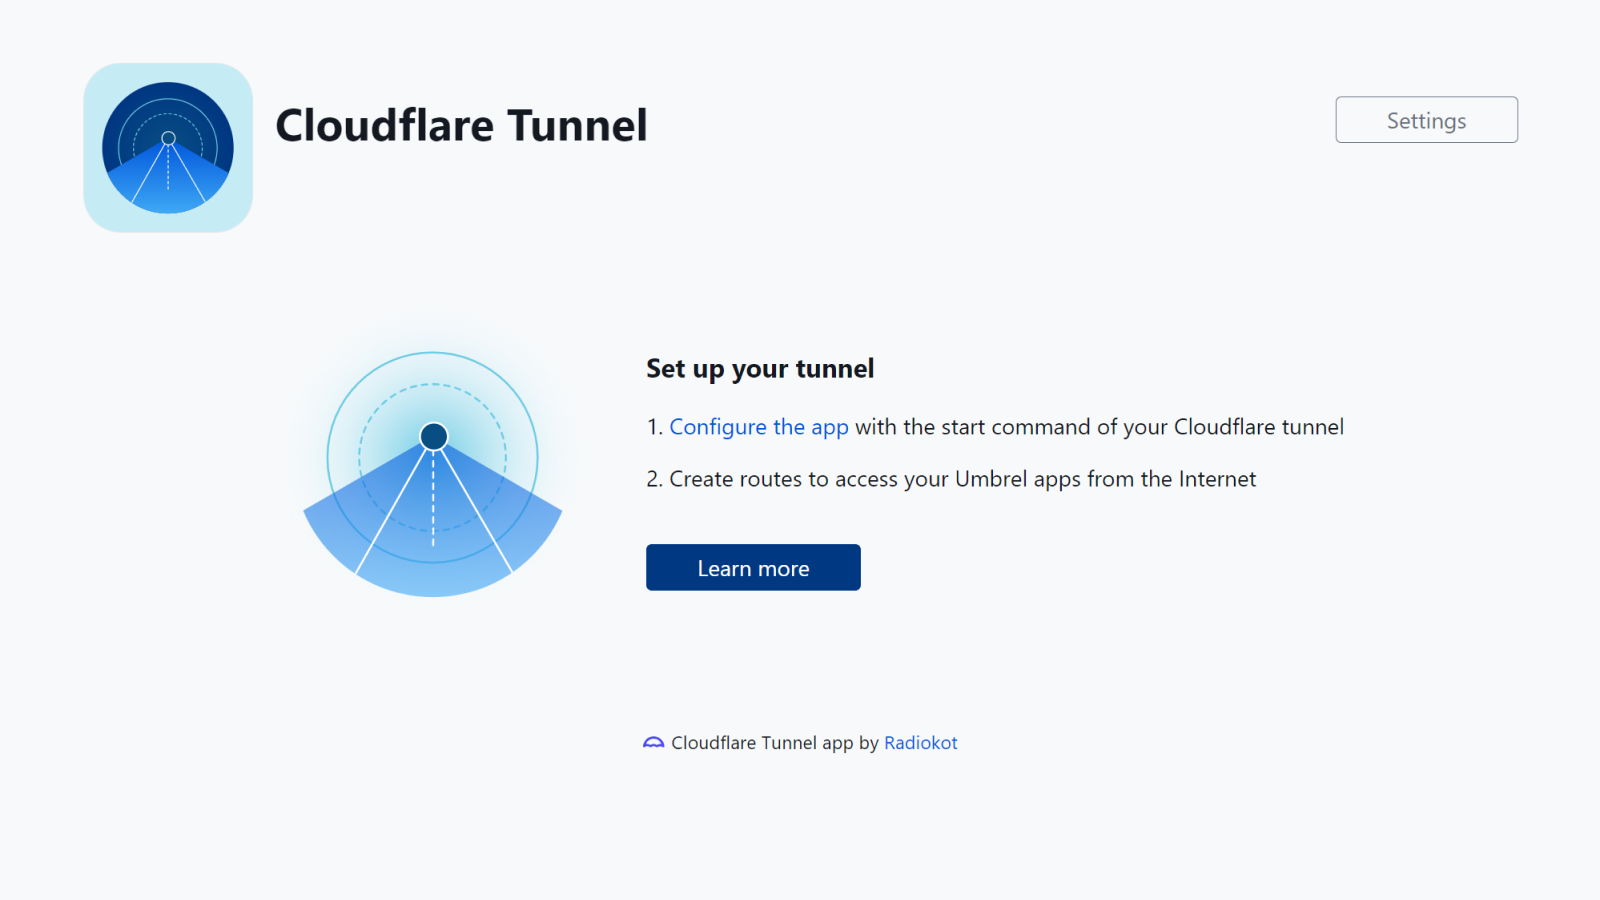 Cloudflare Tunnel
Settings
Set up your tunnel
1. Configure the app with the start command of your Cloudflare tunnel
2. Create routes to access your Umbrel apps from the Internet
Learn more
Cloudflare Tunnel app by Radiokot